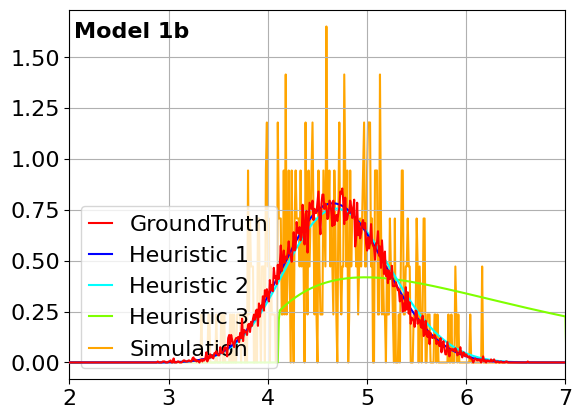 Model 1b
1.50
1.25
1.00
0.75
0.50
0.25
0.00
GroundTruth
Heuristic 1
Heuristic 2
Heuristic 3
Simulation
2 3 4 5 6 7